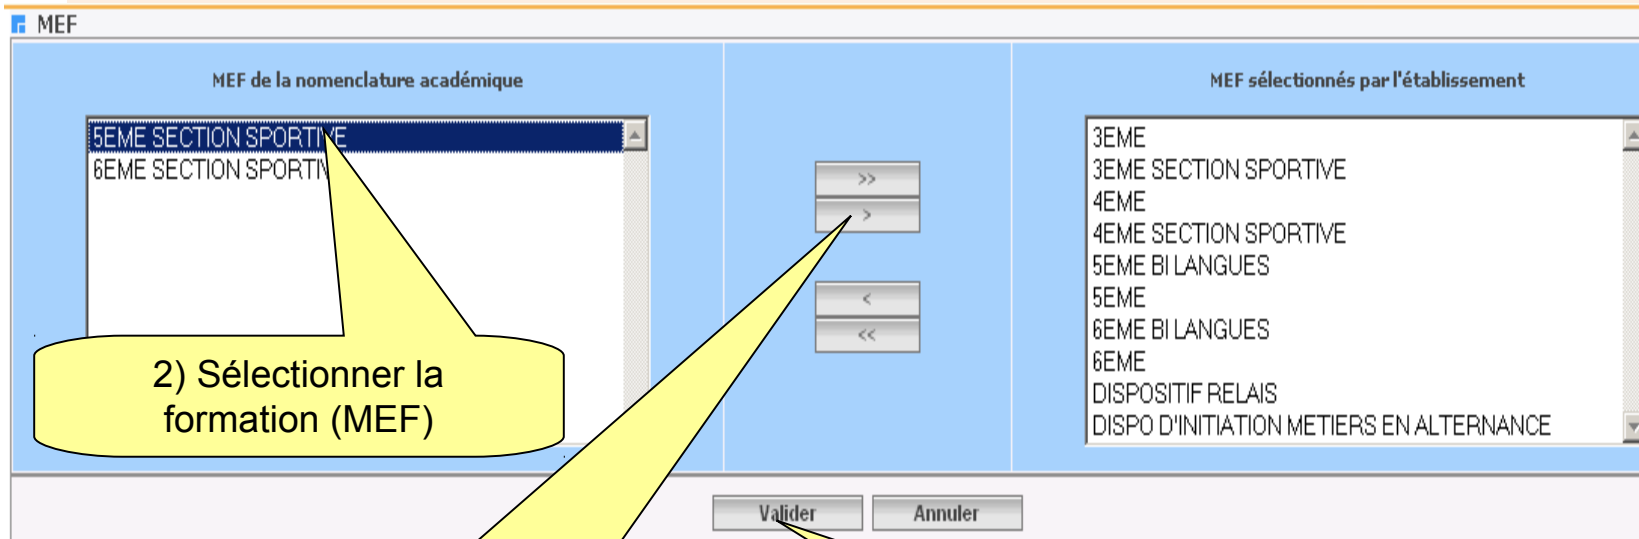 MEF
MEF de la nomenclature académique
MEF sélectionnés par l'établissement
5EME SECTION SPORTIVE
6EME SECTION SPORTIV
>>
>
<
<<
3EME
3EME SECTION SPORTIVE
4EME
4EME SECTION SPORTIVE
5EME BI LANGUES
5EME
6EME BI LANGUES
6EME
DISPOSITIF RELAIS
DISPO D'INITIATION METIERS EN ALTERNANCE
2) Sélectionner la
formation (MEF)
Valider
Annuler